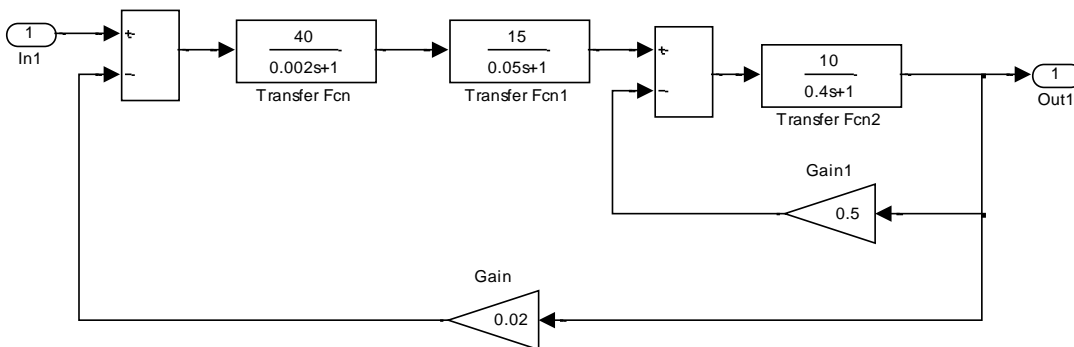 1
In1
+
-
40
0.002s+1
Transfer Fcn
15
0.05s+1
Transfer Fcn1
+
-
10
0.4s+1
Transfer Fcn2
1
Out1
Gain1
0.5
Gain
0.02